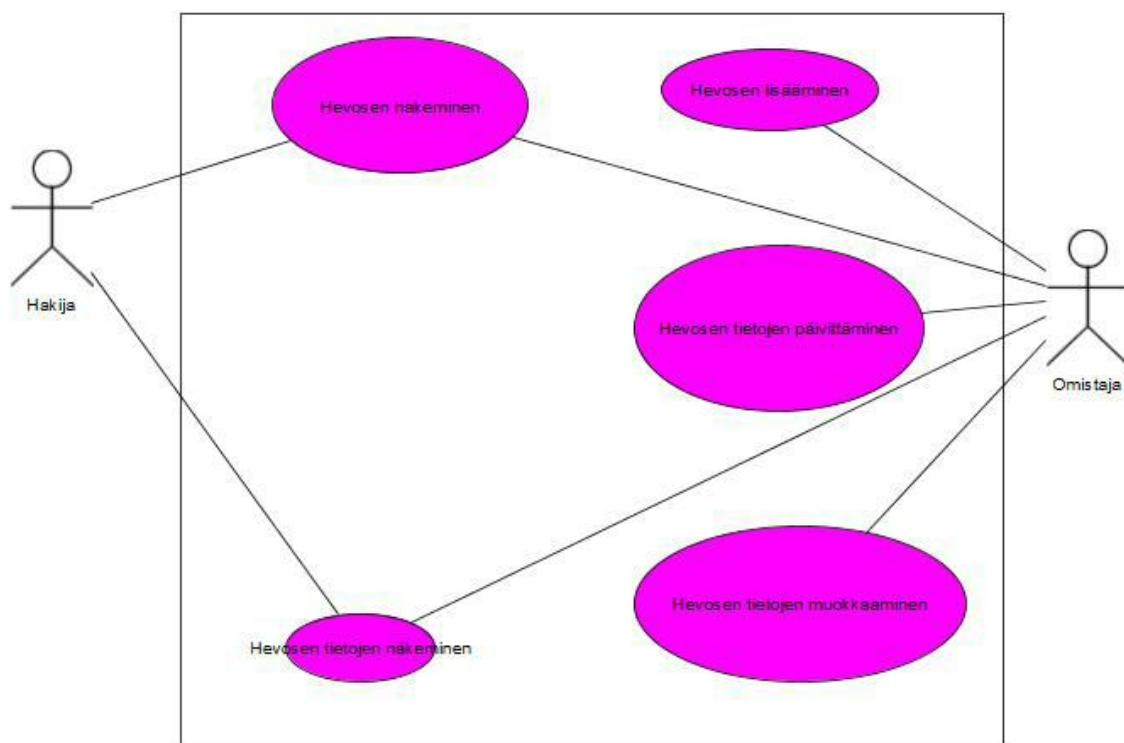 Hevosen hakeminen
Hevosen lisääminen
Hakija
Hevosen tietojen päivittäminen
Omistaja
Hevosen tietojen muokkaaminen
Hevosen tietojen näkeminen